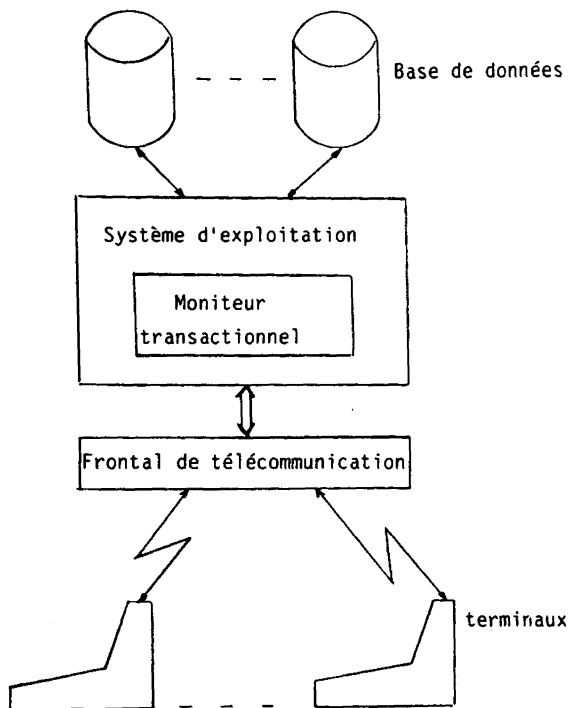 Base de données
Système d'exploitation
Moniteur
transactionnel
Frontal de télécommunication
terminaux